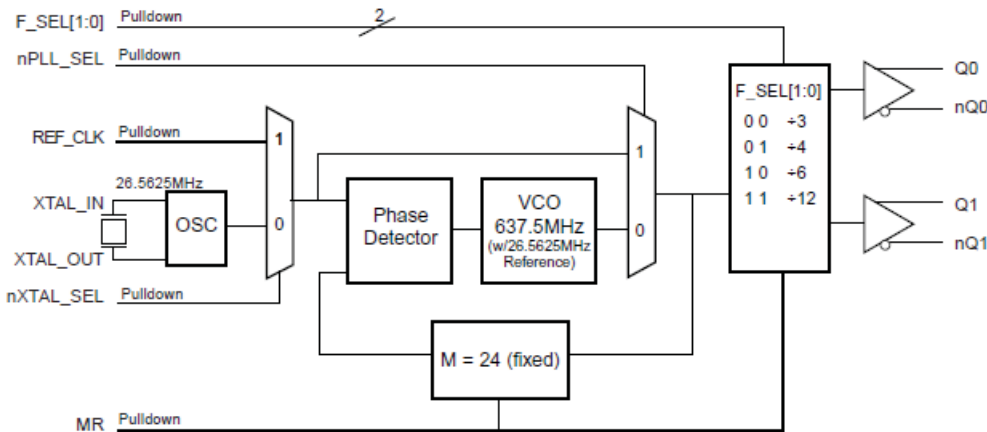 F_SEL[1:0] Pulldown 2
nPLL_SEL Pulldown
REF_CLK Pulldown
1
26.5625MHz
XTAL_IN
OSC
0
XTAL_OUT
nXTAL_SEL Pulldown
Phase
Detector
VCO
637.5MHz
(w/26.5625MHz
Reference)
1
0
M = 24 (fixed)
F_SEL[1:0]
0 0 ÷3
0 1 ÷4
1 0 ÷6
1 1 ÷12
Q0
nQ0
Q1
nQ1
MR Pulldown